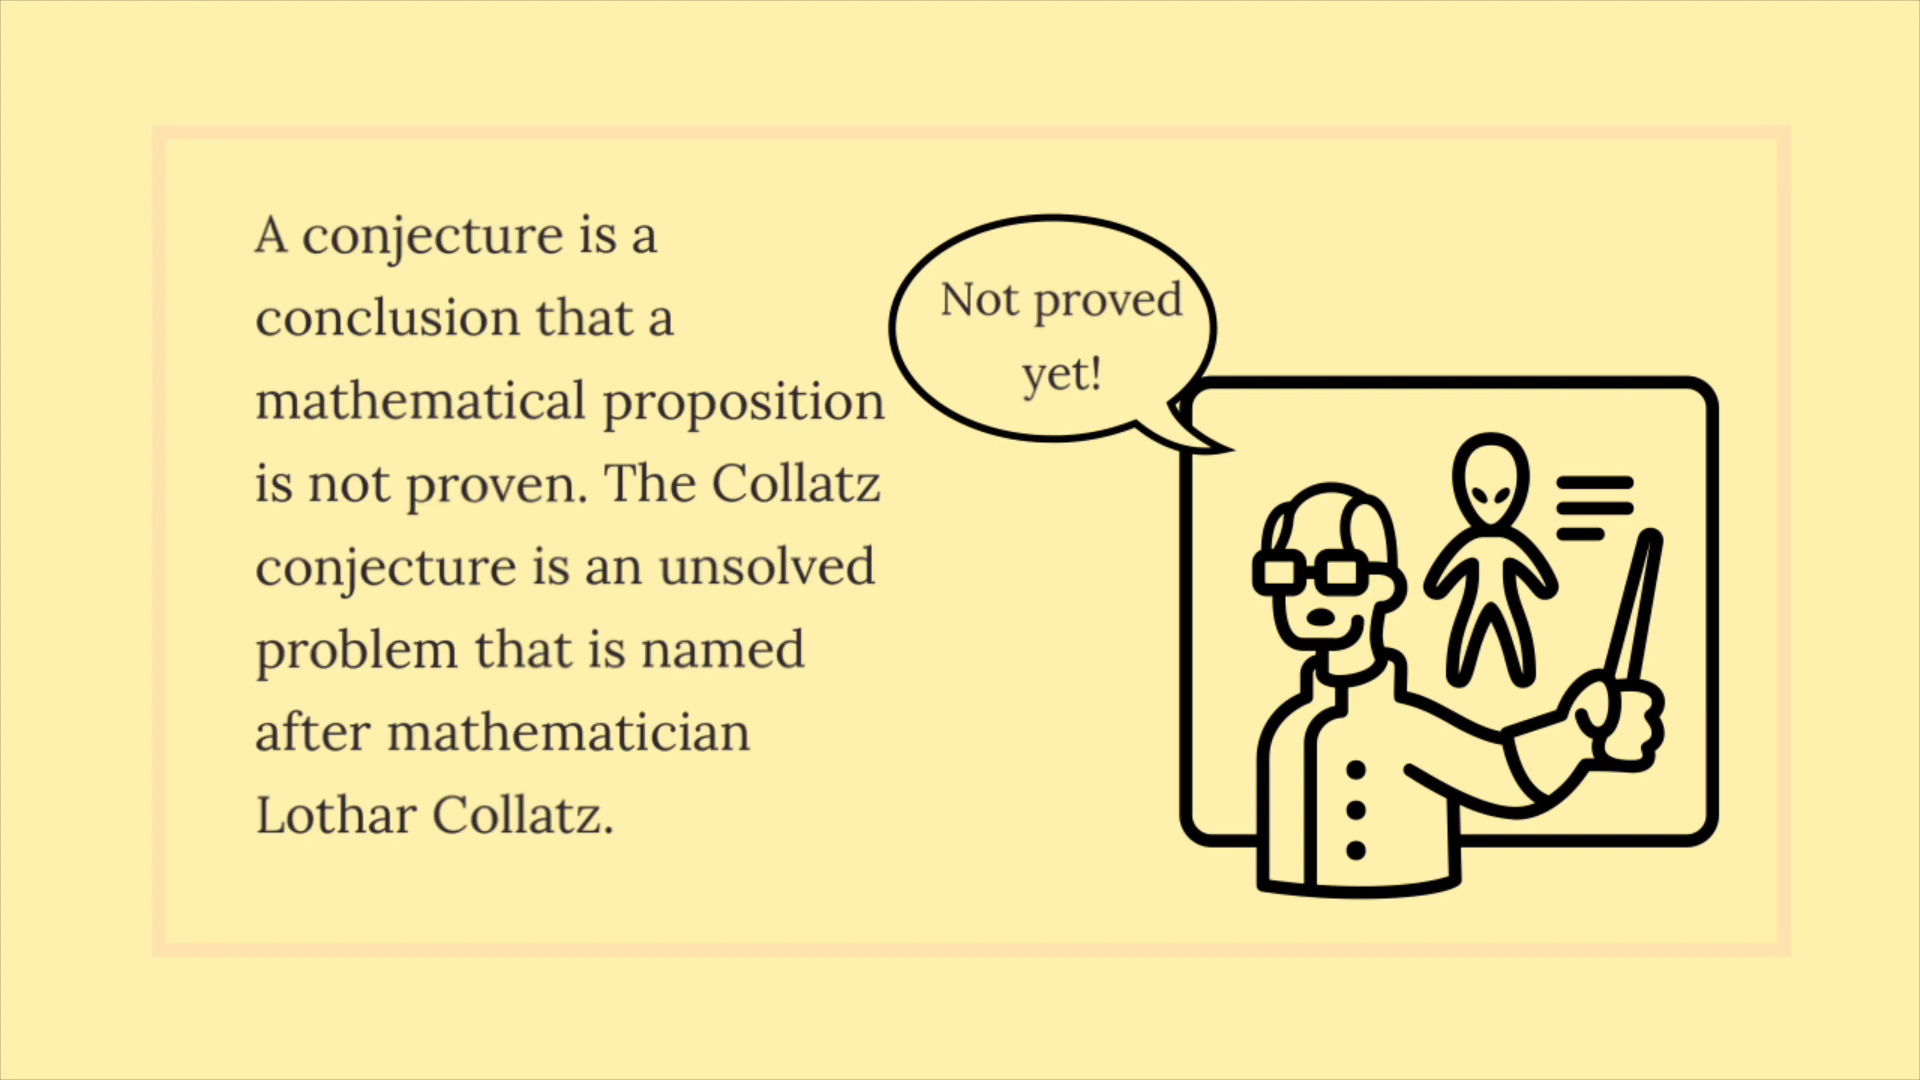 A conjecture is a
conclusion that a
mathematical proposition
is not proven. The Collatz
conjecture is an unsolved
problem that is named
after mathematician
Lothar Collatz.
Not proved
yet!